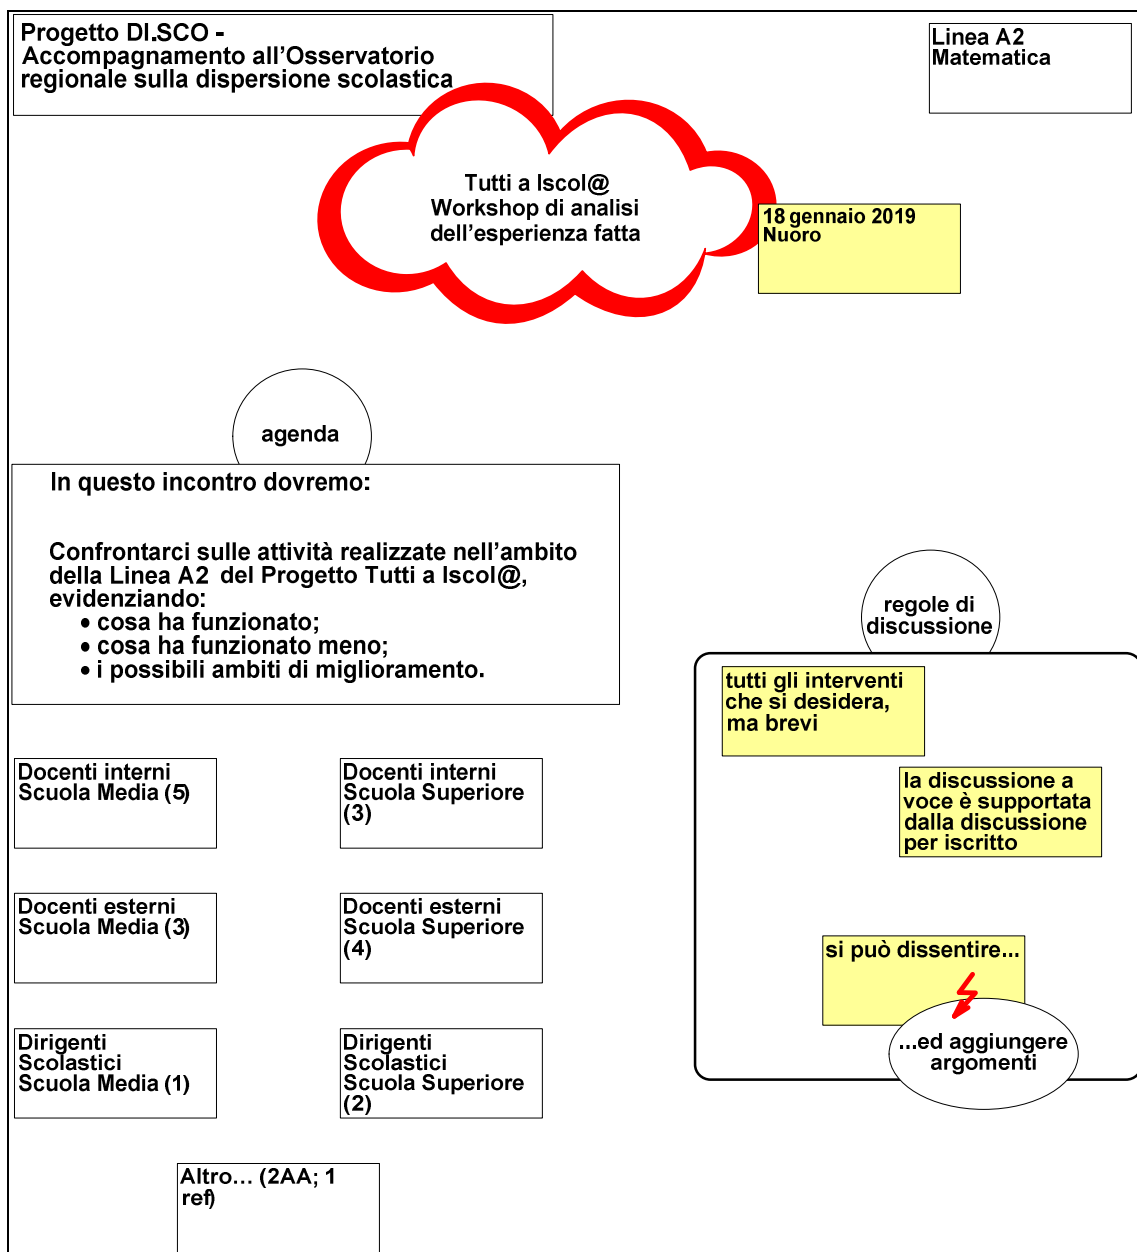 Progetto DI.SCO -
Accompagnamento all’Osservatorio
regionale sulla dispersione scolastica
Linea A2
Matematica
Tutti a Iscol@
Workshop di analisi
dell’esperienza fatta
18 gennaio 2019
Nuoro
agenda
In questo incontro dovremo:
Confrontarci sulle attività realizzate nell’ambito
della Linea A2 del Progetto Tutti a Iscol@,
evidenziando:
• cosa ha funzionato;
• cosa ha funzionato meno;
• i possibili ambiti di miglioramento.
regole di
discussione
tutti gli interventi
che si desidera,
ma brevi
la discussione a
voce è supportata
dalla discussione
per iscritto
si può dissentire...
...ed aggiungere
argomenti
Docenti interni
Scuola Media (5)
Docenti interni
Scuola Superiore
(3)
Docenti esterni
Scuola Media (3)
Docenti esterni
Scuola Superiore
(4)
Dirigenti
Scolastici
Scuola Media (1)
Dirigenti
Scolastici
Scuola Superiore
(2)
Altro... (2AA; 1
ref)